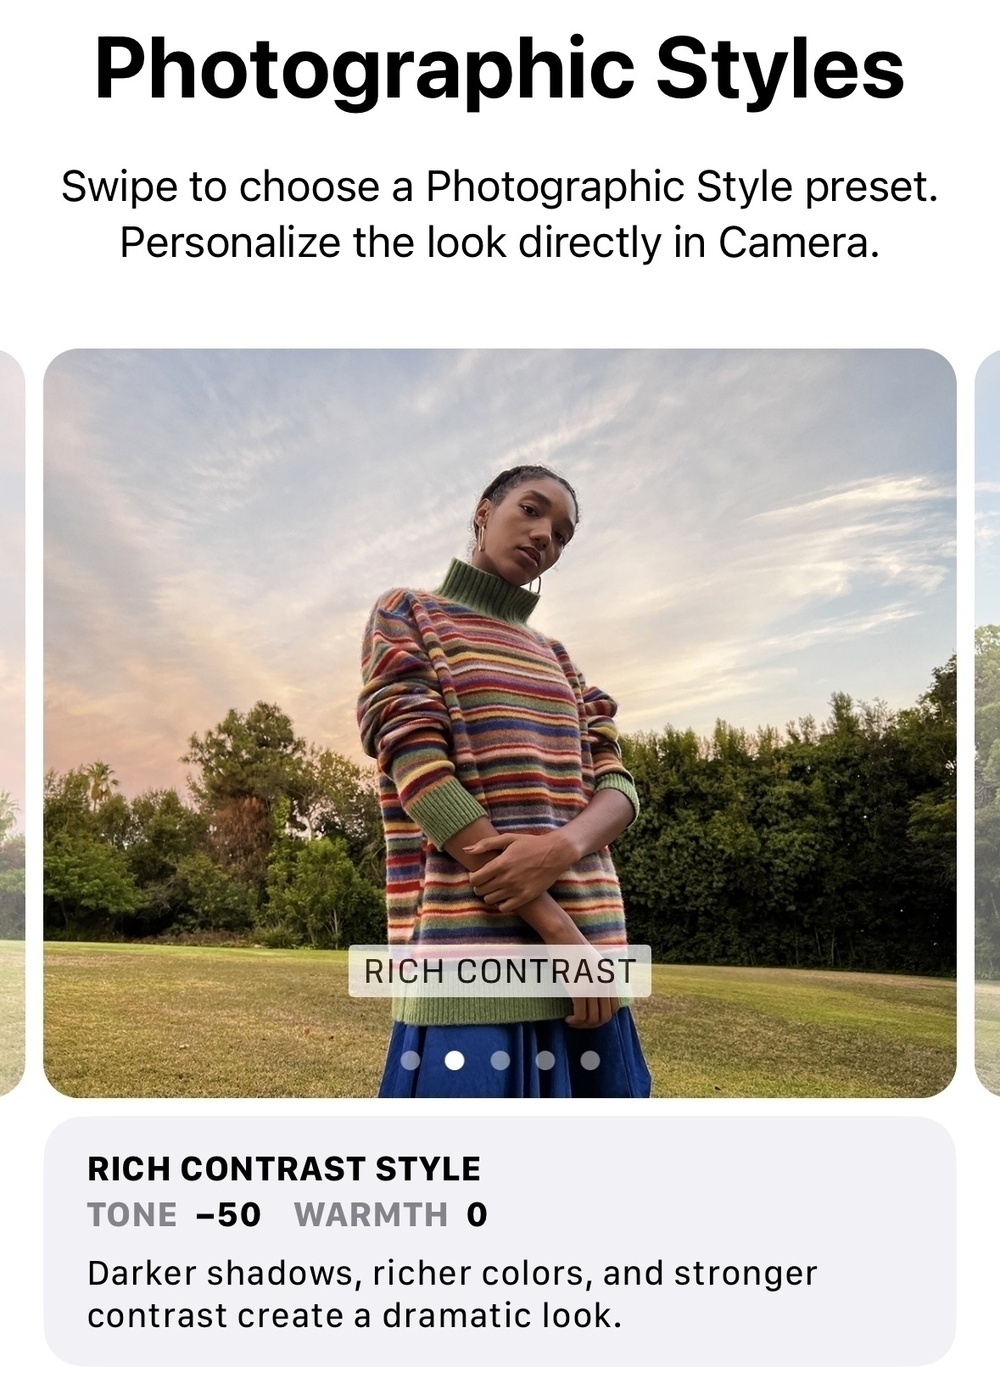 Photographic Styles
Swipe to choose a Photographic Style preset.
Personalize the look directly in Camera.
RICH CONTRAST
RICH CONTRAST STYLE
TONE −50 WARMTH 0
Darker shadows, richer colors, and stronger
contrast create a dramatic look.